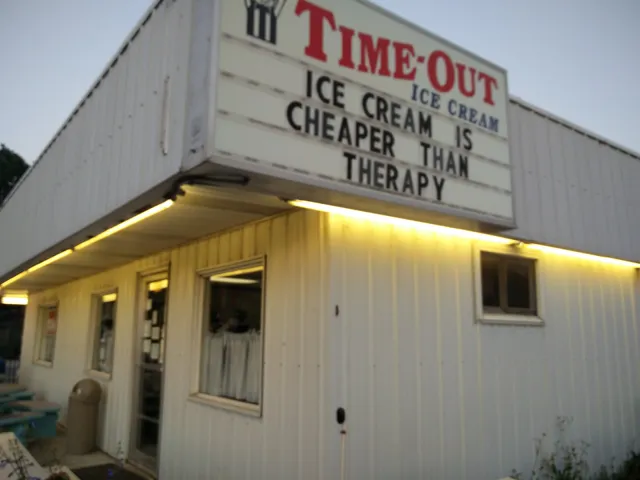 TIME-OUT
ICE CREAM
ICE CREAM IS
CHEAPER THAN
THERAPY